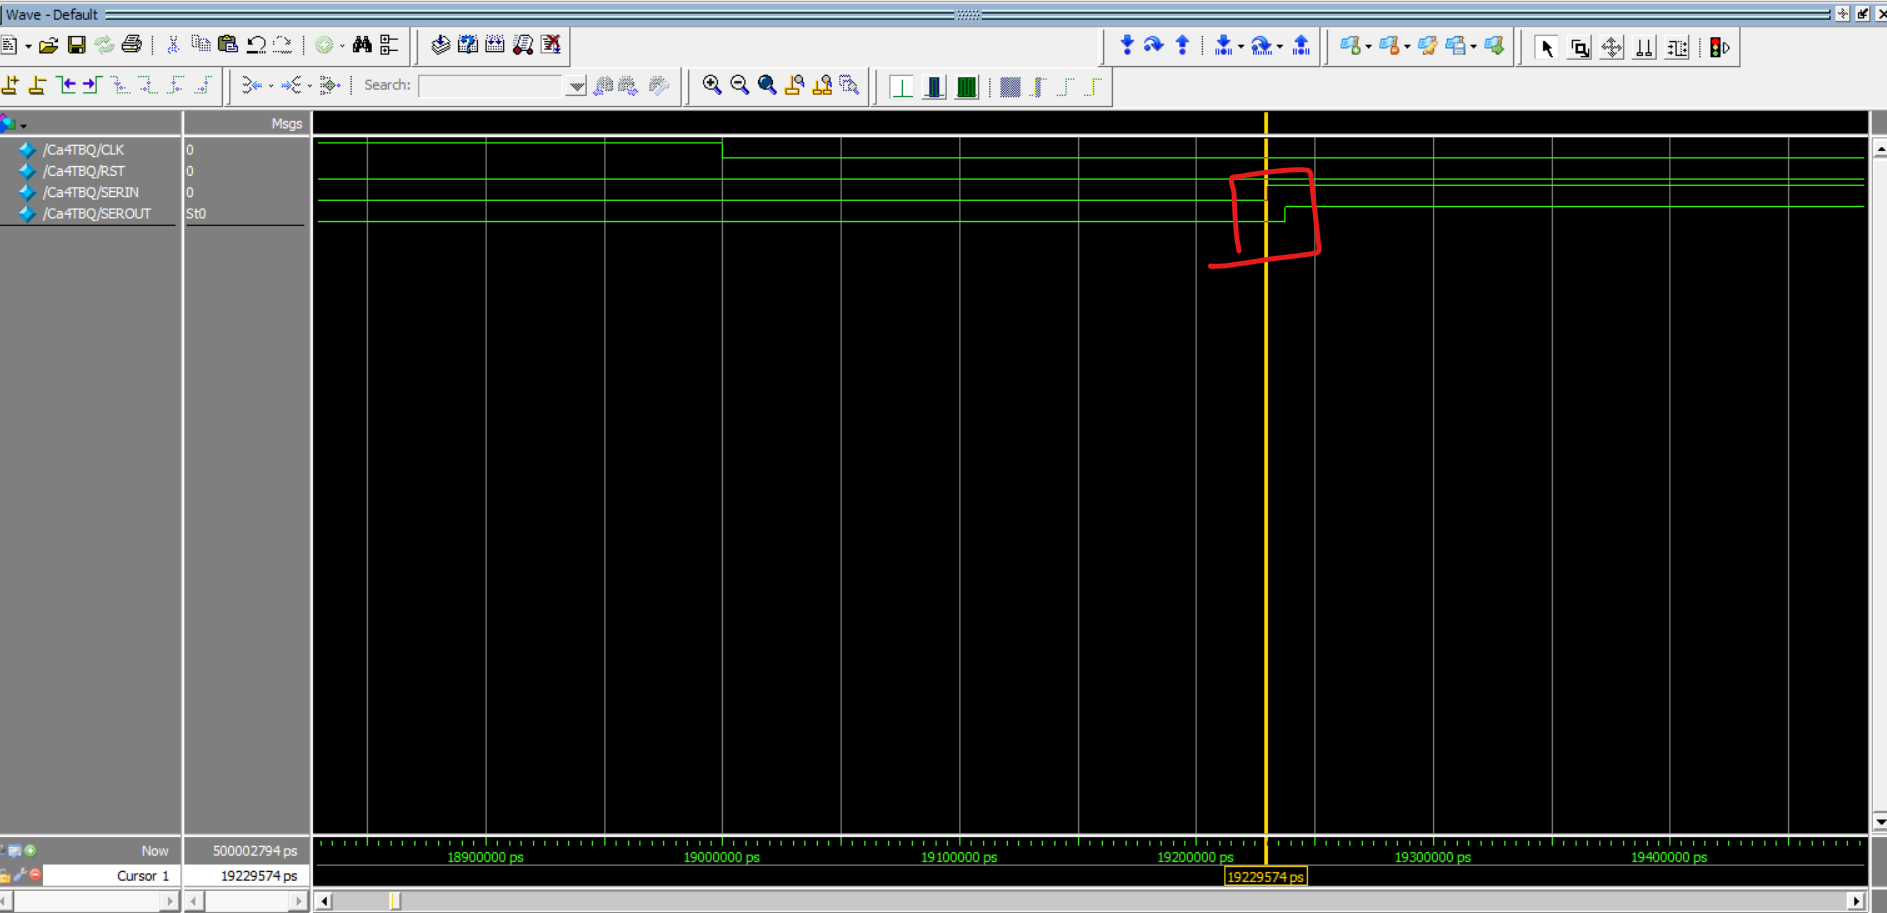 Wave - Default
Search:
Msgs
/Ca4TBQ/CLK 0
/Ca4TBQ/RST 0
/Ca4TBQ/SERIN 0
/Ca4TBQ/SEROUT St0
Now 500002794 ps
18900000 ps 19000000 ps 19100000 ps 19200000 ps 19300000 ps 19400000 ps
Cursor 1 19229574 ps
19229574 ps